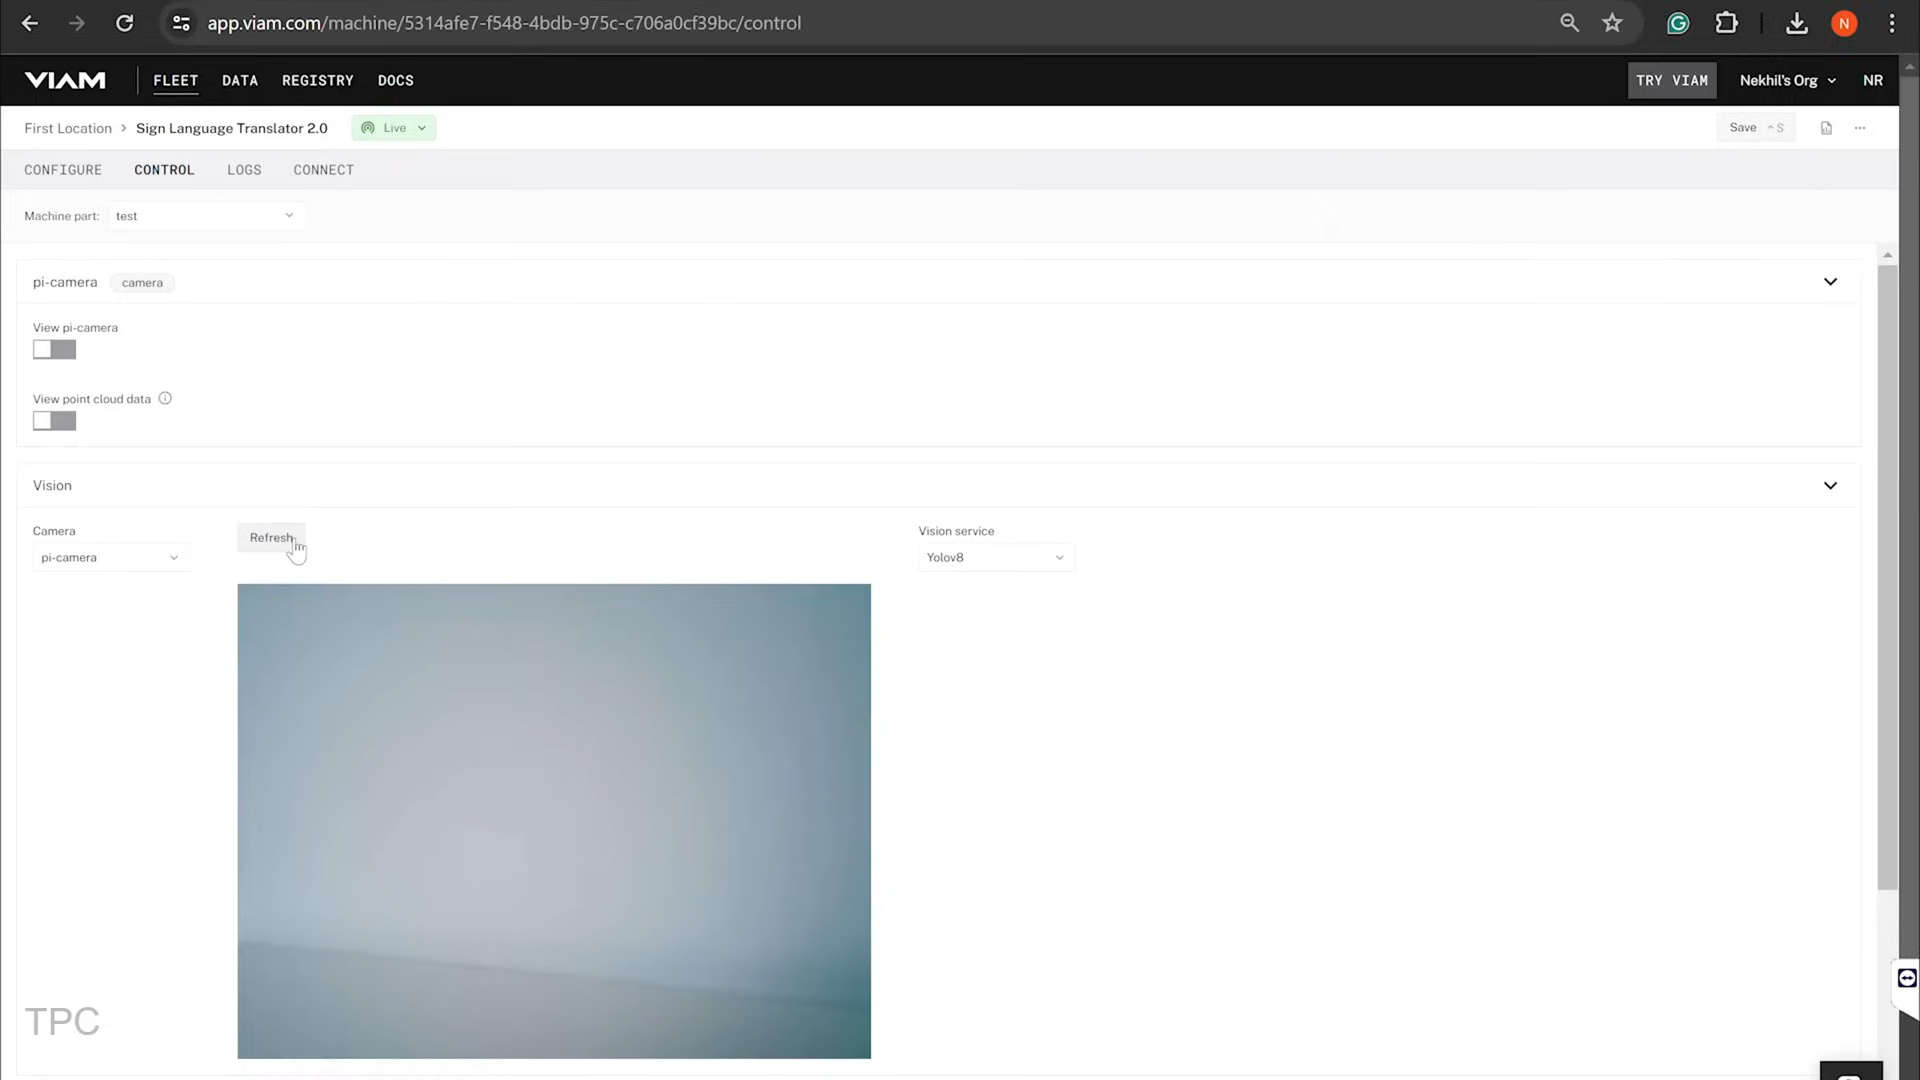 app.viam.com/machine/5314afe7-f548-4bdb-975c-c706a0cf39bc/control
N
VIAM
FLEET
DATA
REGISTRY
DOCS
TRY VIAM
Nekhil's Org
NR
First Location > Sign Language Translator 2.0
Live
Save ^ S
CONFIGURE
CONTROL
LOGS
CONNECT
Machine part: test
pi-camera
camera
View pi-camera
View point cloud data
Vision
Camera
pi-camera
Refresh
Vision service
Yolov8
TPC